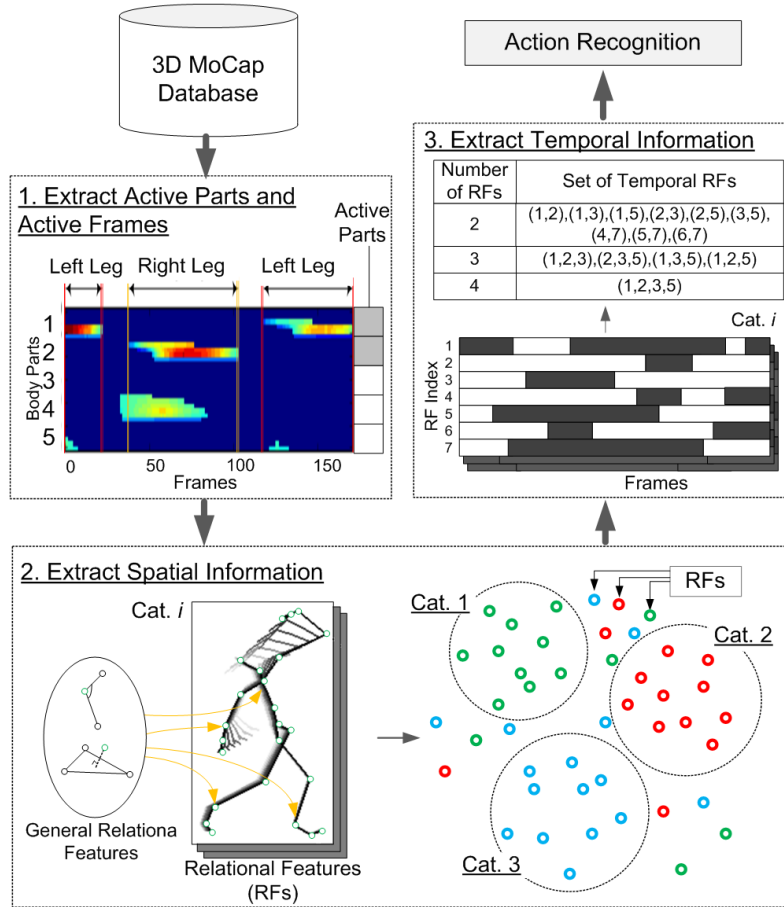 3D MoCap
Database
Action Recognition
1. Extract Active Parts and
Active Frames
Active
Parts
Left Leg
Right Leg
Left Leg
Body Parts
1
2
3
4
5
0
50
100
150
Frames
3. Extract Temporal Information
Number
of RFs
Set of Temporal RFs
2
(1,2),(1,3),(1,5),(2,3),(2,5),(3,5),
(4,7),(5,7),(6,7)
3
(1,2,3),(2,3,5),(1,3,5),(1,2,5)
4
(1,2,3,5)
Cat. i
RF Index
1
2
3
4
5
6
7
Frames
2. Extract Spatial Information
Cat. i
General Relationa
Features
Relational Features
(RFs)
Cat. 1
RFs
Cat. 2
Cat. 3